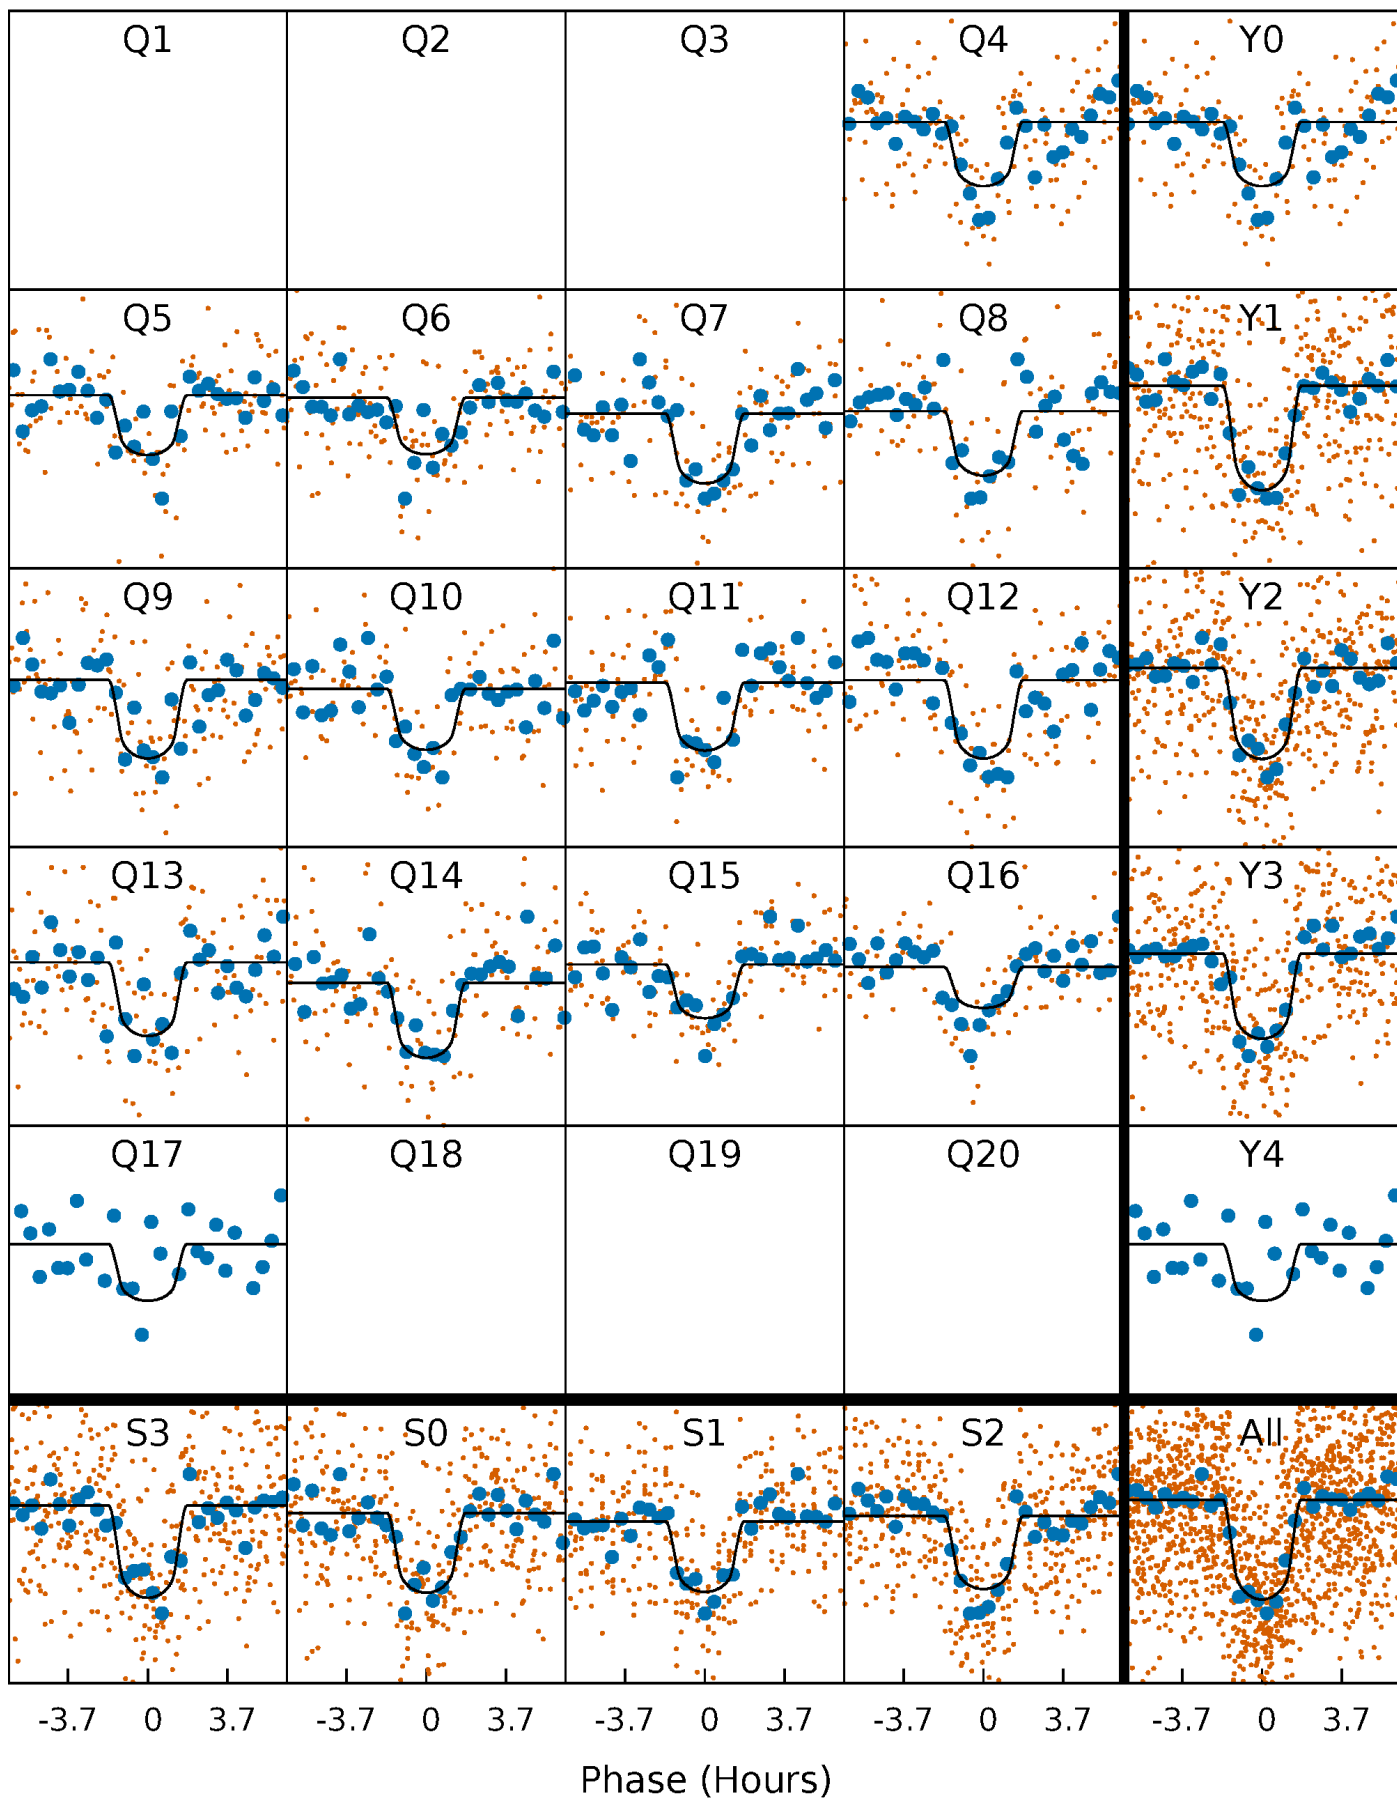 Q1 Q2 Q3 Q4 Y0
Q5 Q6 Q7 Q8 Y1
Q9 Q10 Q11 Q12 Y2
Q13 Q14 Q15 Q16 Y3
Q17 Q18 Q19 Q20 Y4
S3 S0 S1 S2 All
-3.7 0 3.7 -3.7 0 3.7 -3.7 0 3.7 -3.7 0 3.7 -3.7 0 3.7
Phase (Hours)